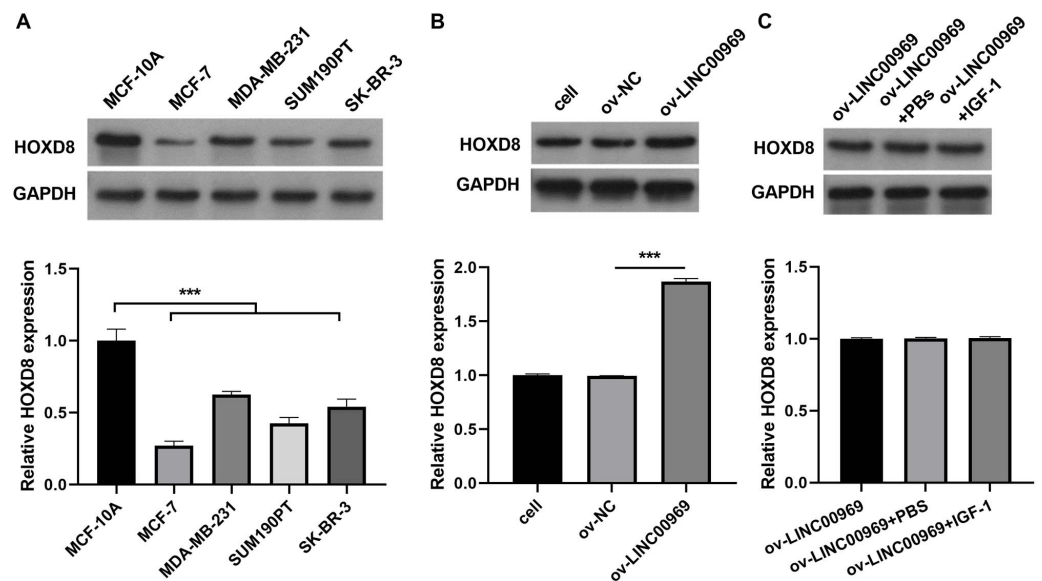 A
MCF-10A
MCF-7
MDA-MB-231
SUM190PT
SK-BR-3
HOXD8
GAPDH
Relative HOXD8 expression
1.5
1.0
0.5
0.0
***
MCF-10A
MCF-7
MDA-MB-231
SUM190PT
SK-BR-3
B
cell
ov-NC
ov-LINC00969
HOXD8
GAPDH
Relative HOXD8 expression
2.0
1.5
1.0
0.5
0.0
***
cell
ov-NC
ov-LINC00969
C
ov-LINC00969
ov-LINC00969
+PBs
ov-LINC00969
+IGF-1
HOXD8
GAPDH
Relative HOXD8 expression
1.5
1.0
0.5
0.0
ov-LINC00969
ov-LINC00969+PBS
ov-LINC00969+IGF-1